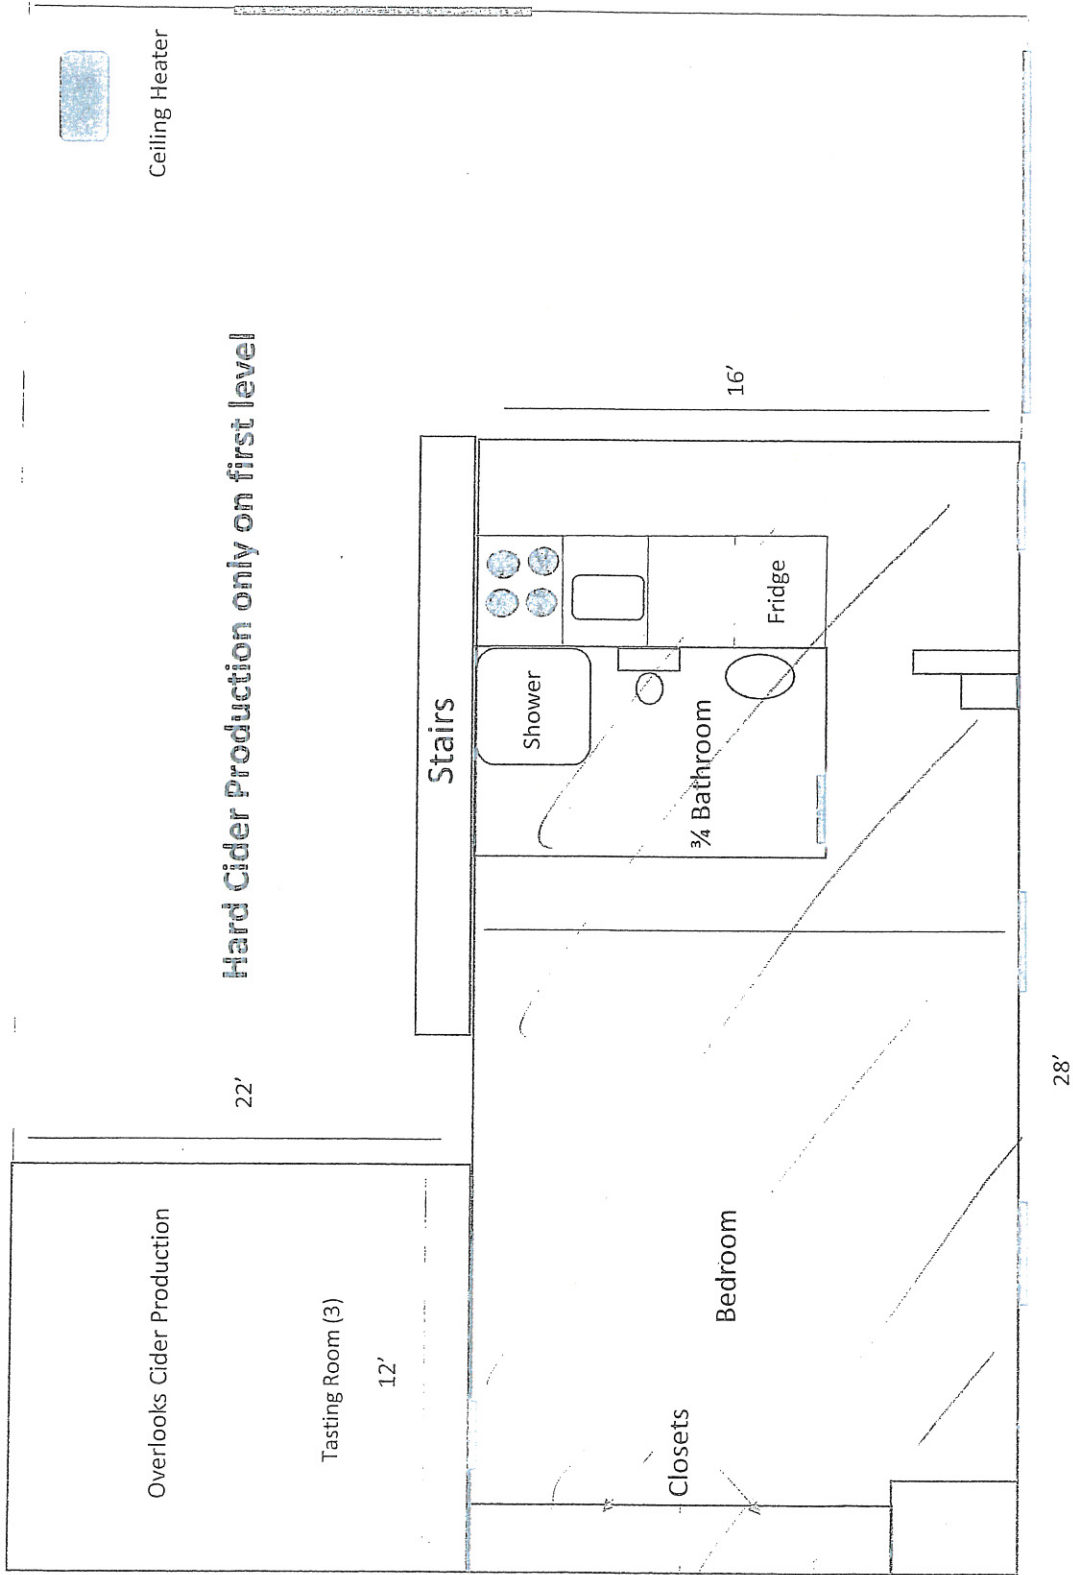 Ceiling Heater
Hard Cider Production only on first level
16’
Stairs
Fridge
Shower
¾ Bathroom
22’
28’
Overlooks Cider Production
Tasting Room (3)
12’
Bedroom
Closets